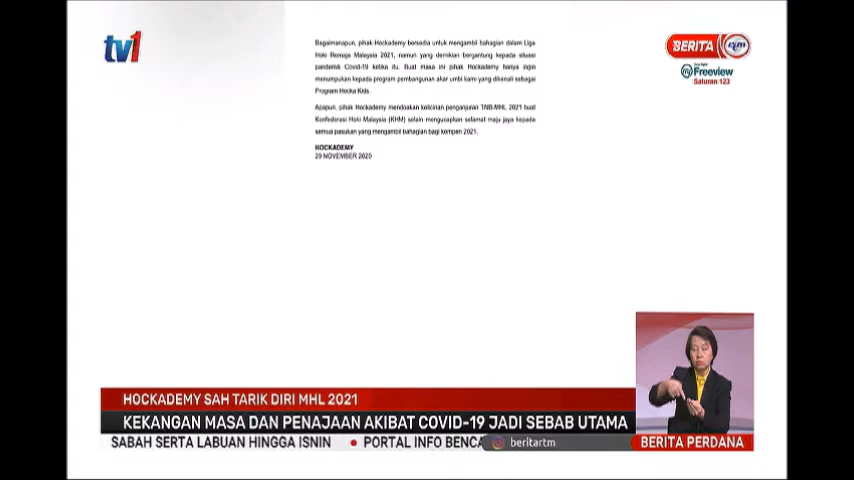 tv1
BERITA rtm
Freeview
Saluran 123
Bagaimanapun, pihak Hockademy bersedia untuk mengambil bahagian dalam Liga
Hoki Remaja Malaysia 2021, namun yang demikian bergantung kepada situasi
pandemik Covid-19 ketika itu. Buat masa ini pihak Hockademy hanya ingin
menumpukan kepada program pembangunan akar umbi kami yang dikenali sebagai
Program Hocka Kids.
Apapun, pihak Hockademy mendoakan kelicinan penganjuran TNB-MHL 2021 buat
Konfederasi Hoki Malaysia (KHM) selain mengucapkan selamat maju jaya kepada
semua pasukan yang mengambil bahagian bagi kempen 2021.
HOCKADEMY
29 NOVEMBER 2020
HOCKADEMY SAH TARIK DIRI MHL 2021
KEKANGAN MASA DAN PENAJAAN AKIBAT COVID-19 JADI SEBAB UTAMA
SABAH SERTA LABUAN HINGGA ISNIN • PORTAL INFO BENCA
beritartm
BERITA PERDANA